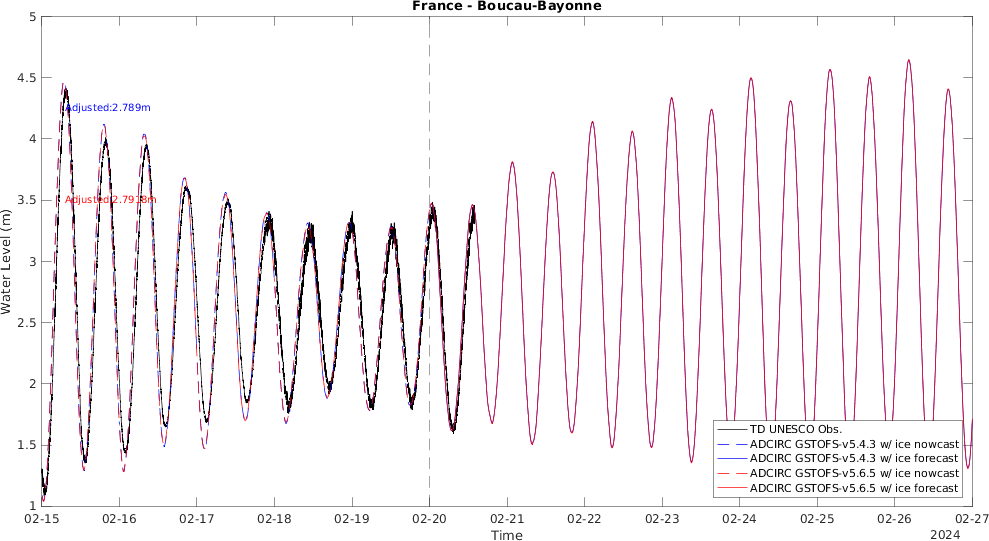 France - Boucau-Bayonne
Water Level (m)
5
4.5
4
3.5
3
2.5
2
1.5
1
Adjusted:2.789m
Adjusted:2.7918m
TD UNESCO Obs.
ADCIRC GSTOFS-v5.4.3 w/ ice nowcast
ADCIRC GSTOFS-v5.4.3 w/ ice forecast
ADCIRC GSTOFS-v5.6.5 w/ ice nowcast
ADCIRC GSTOFS-v5.6.5 w/ ice forecast
02-15 02-16 02-17 02-18 02-19 02-20 02-21 02-22 02-23 02-24 02-25 02-26 02-27
Time
2024